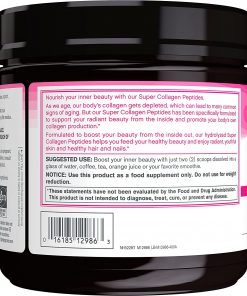 Nourish your inner beauty with our Super Collagen Peptides.
As we age, our body's collagen gets depleted, which can lead to many common
signs of aging. But our Super Collagen Peptides has been specifically formulated
to support your radiant beauty from the inside and promote your body's own
collagen production.*
Formulated to boost your beauty from the inside out, our hydrolyzed Super
Collagen Peptides helps you feed your healthy beauty and enjoy radiant youthful
skin and healthy hair and nails.*
SUGGESTED USE: Boost your inner beauty with just two (2) scoops dissolved into a
glass of water, coffee, tea, orange juice or your favorite smoothie.
NOTICE: Use this product as a food supplement only. Do not use for weight
reduction.
*These statements have not been evaluated by the Food and Drug Administration.
This product is not intended to diagnose, treat, cure, or prevent any disease.
0 16185 12986 3